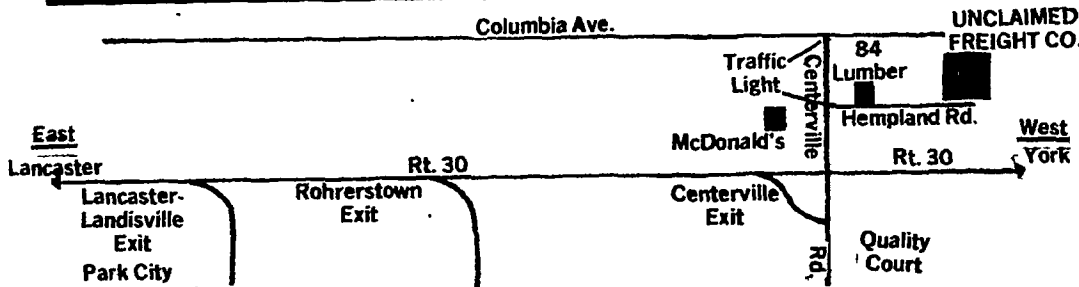 Columbia Ave.
UNCLAIMED
FREIGHT CO.
Traffic
Light
Centerville
84
Lumber
Hempland Rd.
McDonald's
East
Lancaster
Rt. 30
Rt. 30
West
York
Lancaster-
Landisville
Exit
Park City
Rohrerstown
Exit
Centerville
Exit
Rd.
Quality
Court